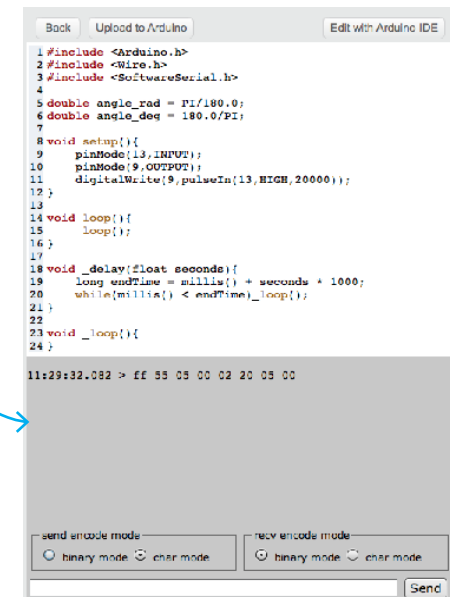 Back Upload to Arduino Edit with Arduino IDE
1 #include <Arduino.h>
2 #include <Wire.h>
3 #include <SoftwareSerial.h>
4
5 double angle_rad = PI/180.0;
6 double angle_deg = 180.0/PI;
7
8 void setup(){
9 pinMode(13,INPUT);
10 pinMode(9,OUTPUT);
11 digitalWrite(9,pulseIn(13,HIGH,20000));
12 }
13
14 void loop(){
15 loop();
16 }
17
18 void _delay(float seconds){
19 long endTime = millis() + seconds * 1000;
20 while(millis() < endTime)_loop();
21 }
22
23 void _loop(){
24 }
11:29:32.082 > ff 55 05 00 02 20 05 00
send encode mode recv encode mode
binary mode char mode binary mode char mode
Send